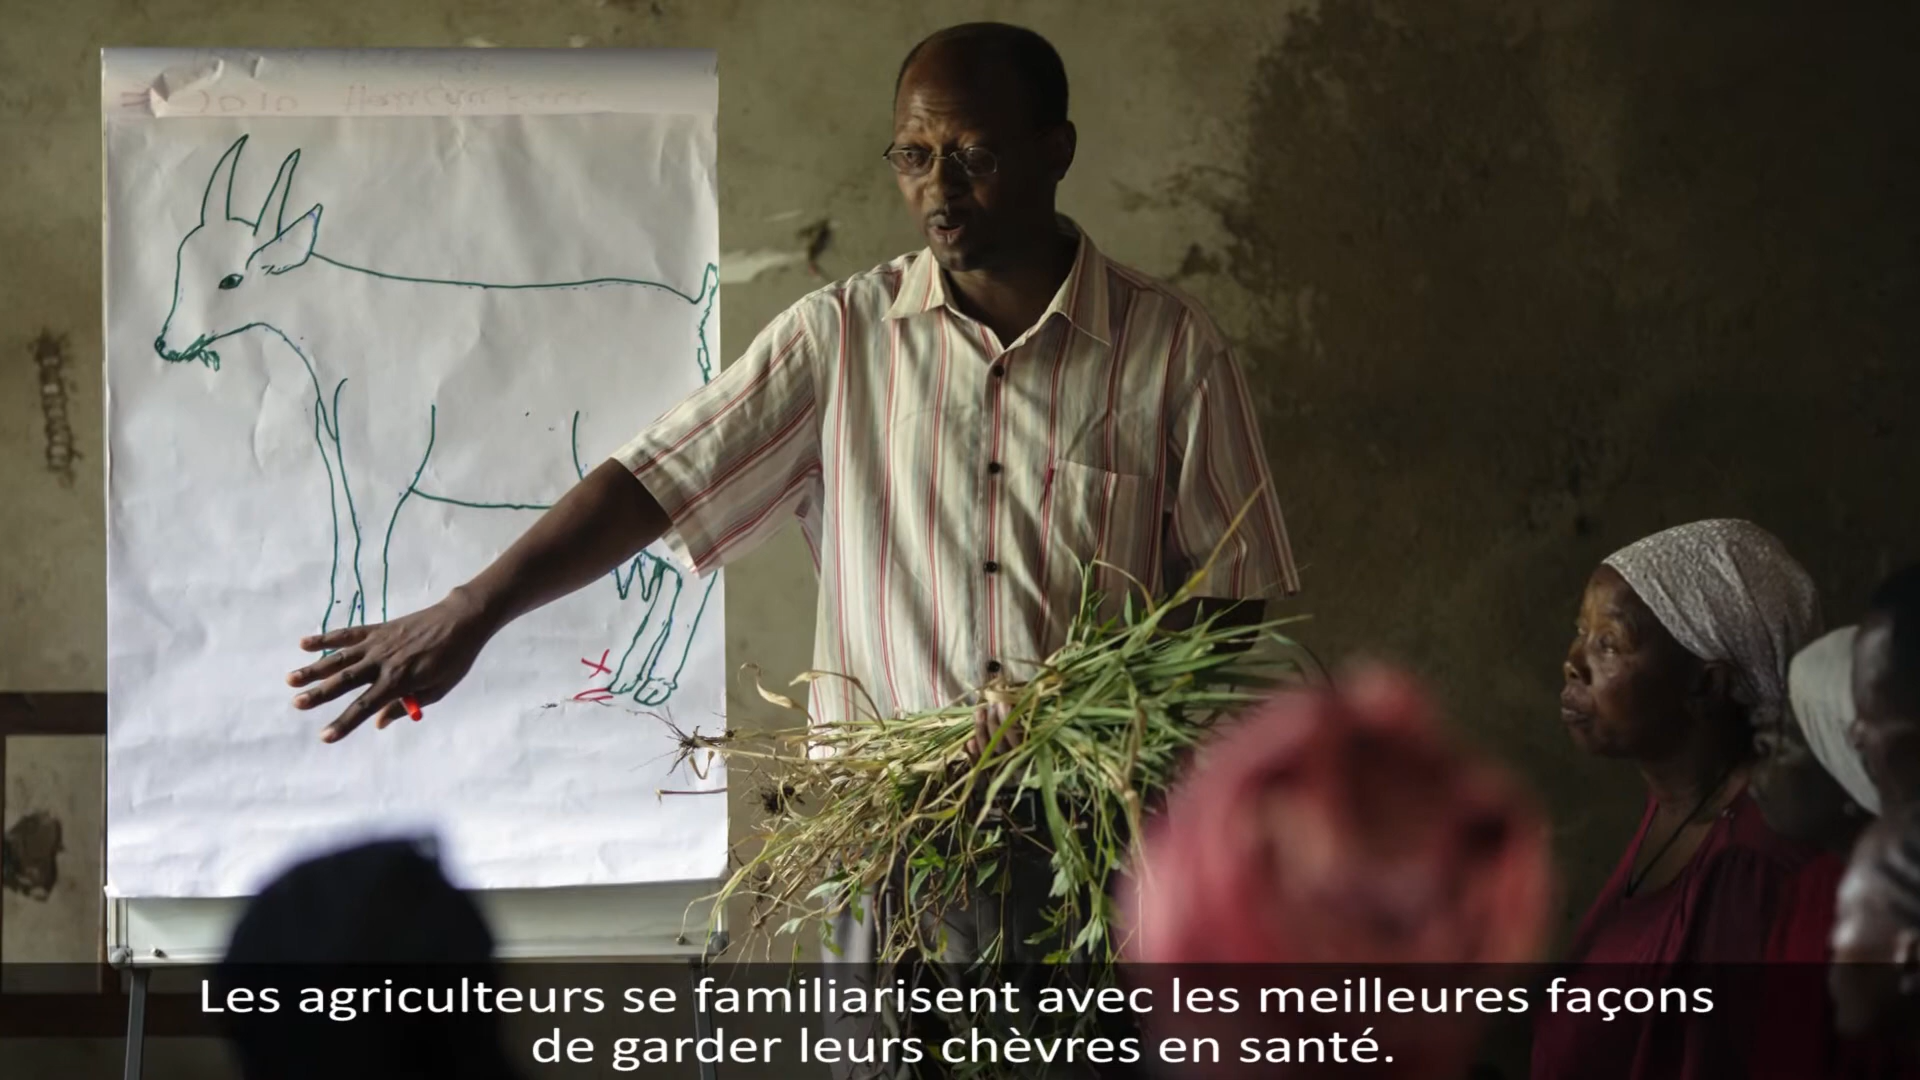 Les agriculteurs se familiarisent avec les meilleures façons
de garder leurs chèvres en santé.